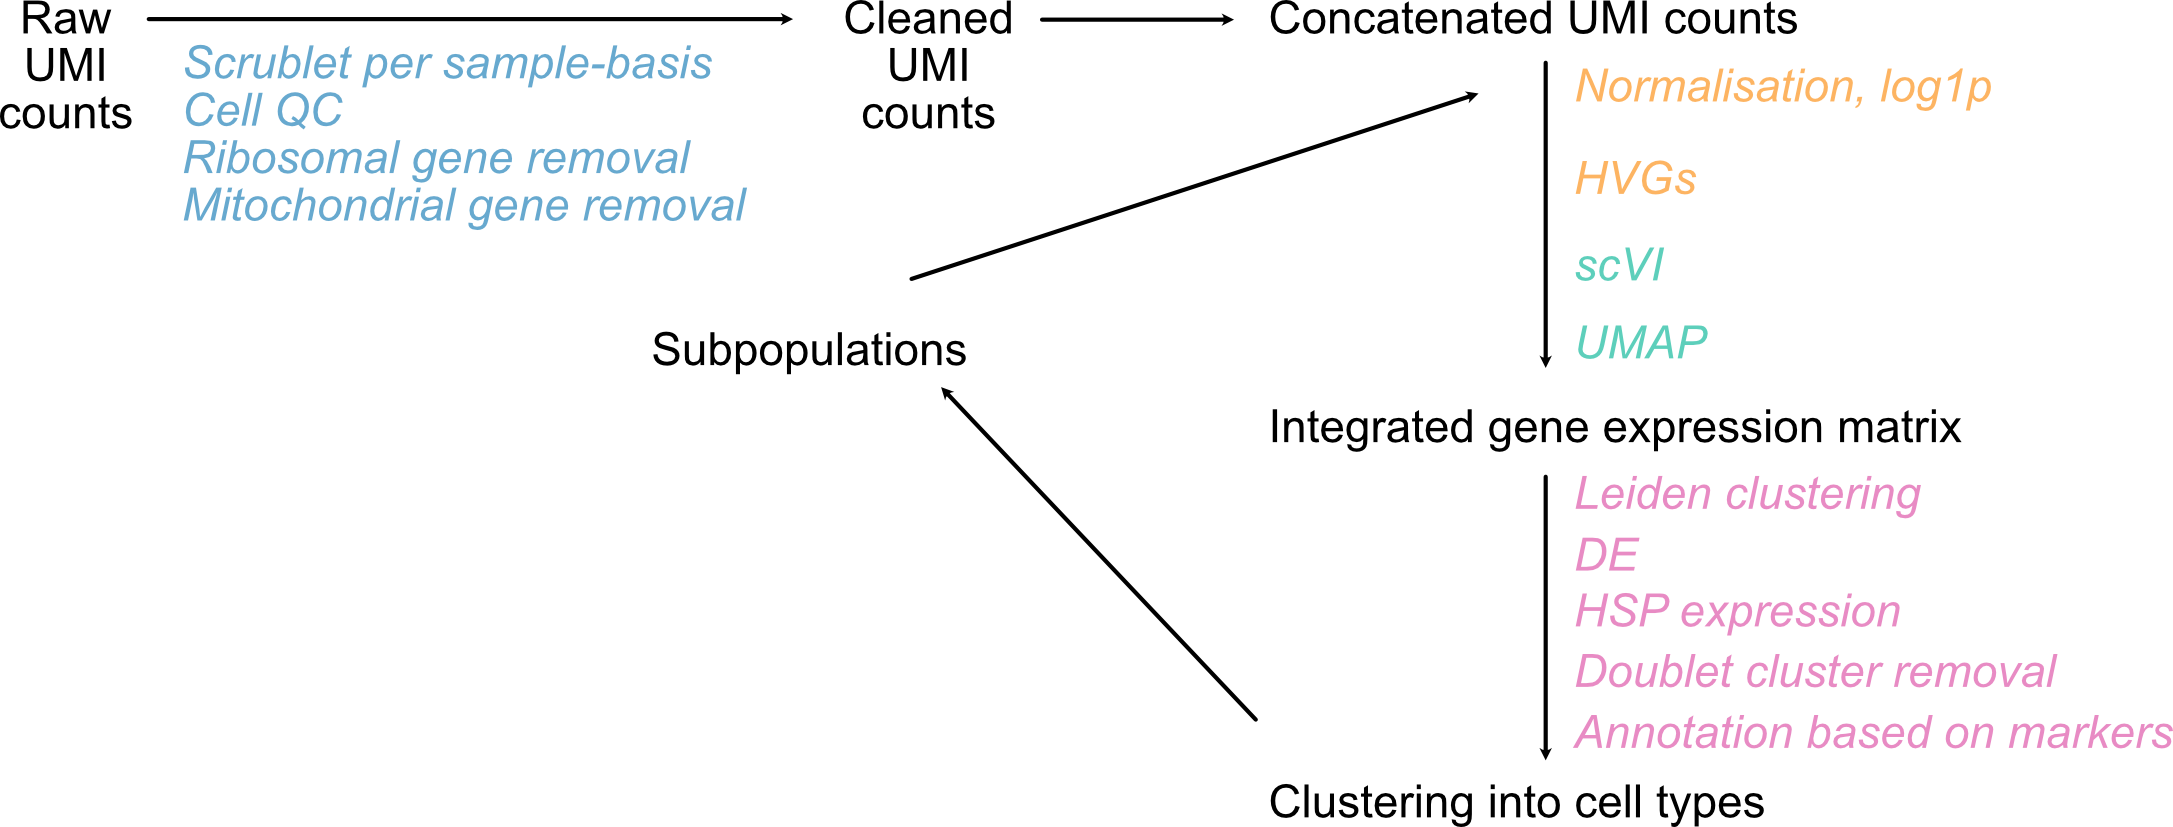 Raw
UMI
counts
Scrublet per sample-basis
Cell QC
Ribosomal gene removal
Mitochondrial gene removal
Cleaned
UMI
counts
Concatenated UMI counts
Normalisation, log1p
HVGs
scVI
UMAP
Subpopulations
Integrated gene expression matrix
Leiden clustering
DE
HSP expression
Doublet cluster removal
Annotation based on markers
Clustering into cell types